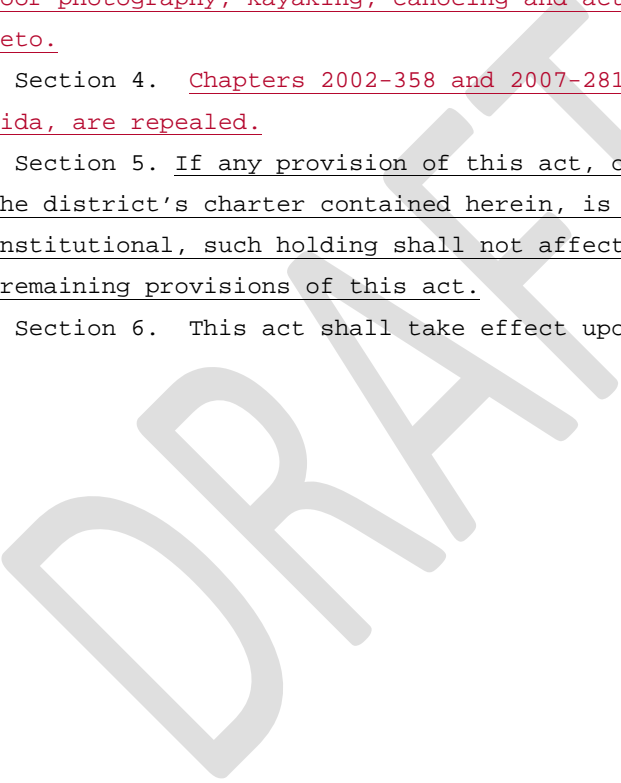 oor photography, kayaking, canoeing and act
eto.
Section 4. Chapters 2002-358 and 2007-281
ida, are repealed.
Section 5. If any provision of this act, o
he district's charter contained herein, is
nstitutional, such holding shall not affect
remaining provisions of this act.
Section 6. This act shall take effect upo
DRAFT